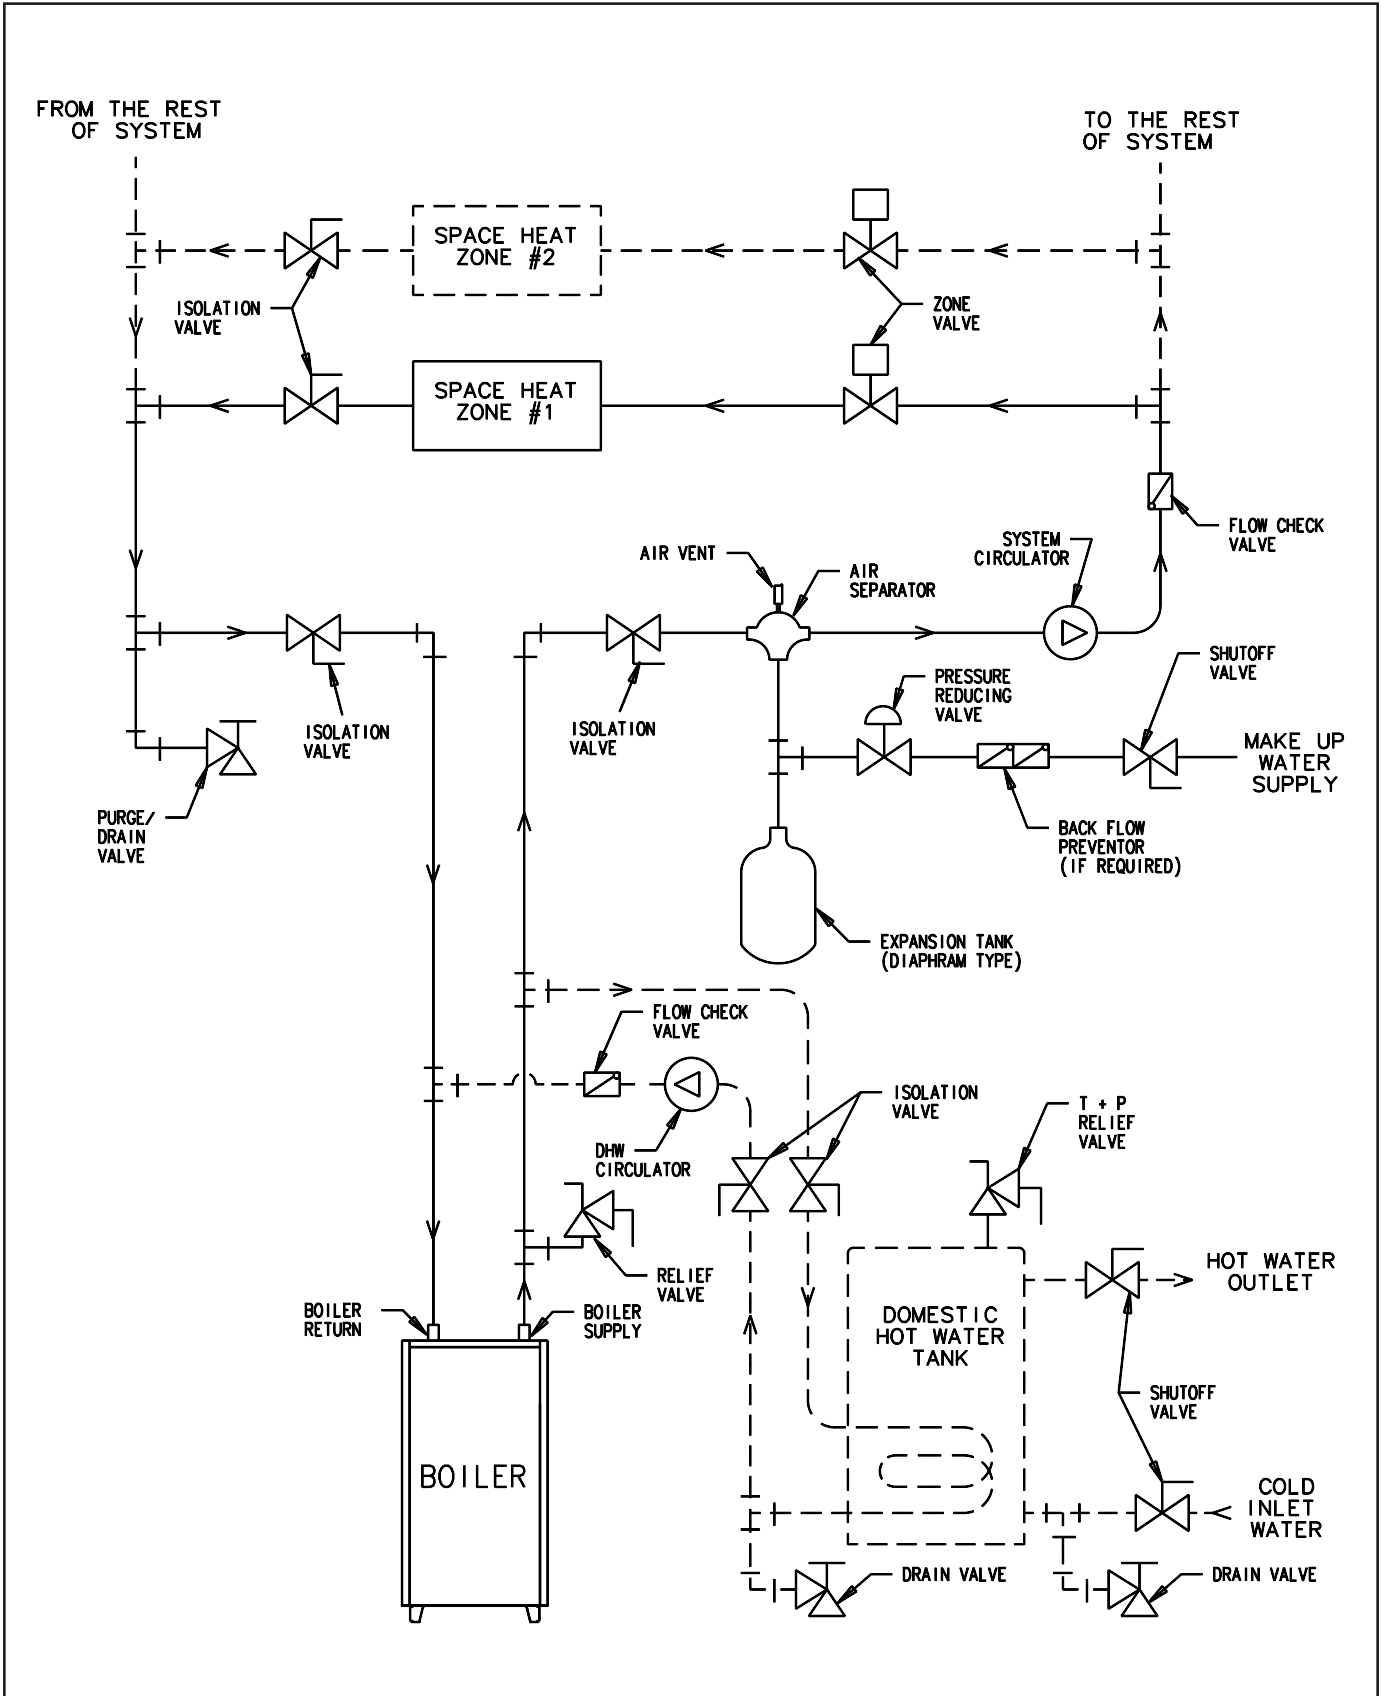 FROM THE REST
OF SYSTEM
TO THE REST
OF SYSTEM
SPACE HEAT
ZONE #2
ISOLATION
VALVE
ZONE
VALVE
SPACE HEAT
ZONE #1
FLOW CHECK
VALVE
SYSTEM
CIRCULATOR
AIR VENT
AIR
SEPARATOR
SHUTOFF
VALVE
PRESSURE
REDUCING
VALVE
ISOLATION
VALVE
ISOLATION
VALVE
MAKE UP
WATER
SUPPLY
PURGE/
DRAIN
VALVE
BACK FLOW
PREVENTOR
(IF REQUIRED)
EXPANSION TANK
(DIAPHRAM TYPE)
FLOW CHECK
VALVE
ISOLATION
VALVE
T + P
RELIEF
VALVE
DHW
CIRCULATOR
RELIEF
VALVE
HOT WATER
OUTLET
BOILER
RETURN
BOILER
SUPPLY
DOMESTIC
HOT WATER
TANK
SHUTOFF
VALVE
BOILER
COLD
INLET
WATER
DRAIN VALVE
DRAIN VALVE